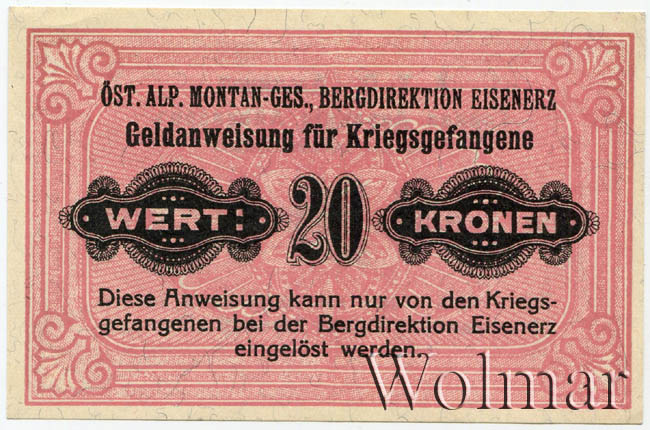 ÖST. ALP. MONTAN-GES., BERGDIREKTION EISENERZ
Geldanweisung für Kriegsgefangene
WERT: 20 KRONEN
Diese Anweisung kann nur von den Kriegs-
gefangenen bei der Bergdirektion Eisenerz
eingelöst werden.
Wolmar